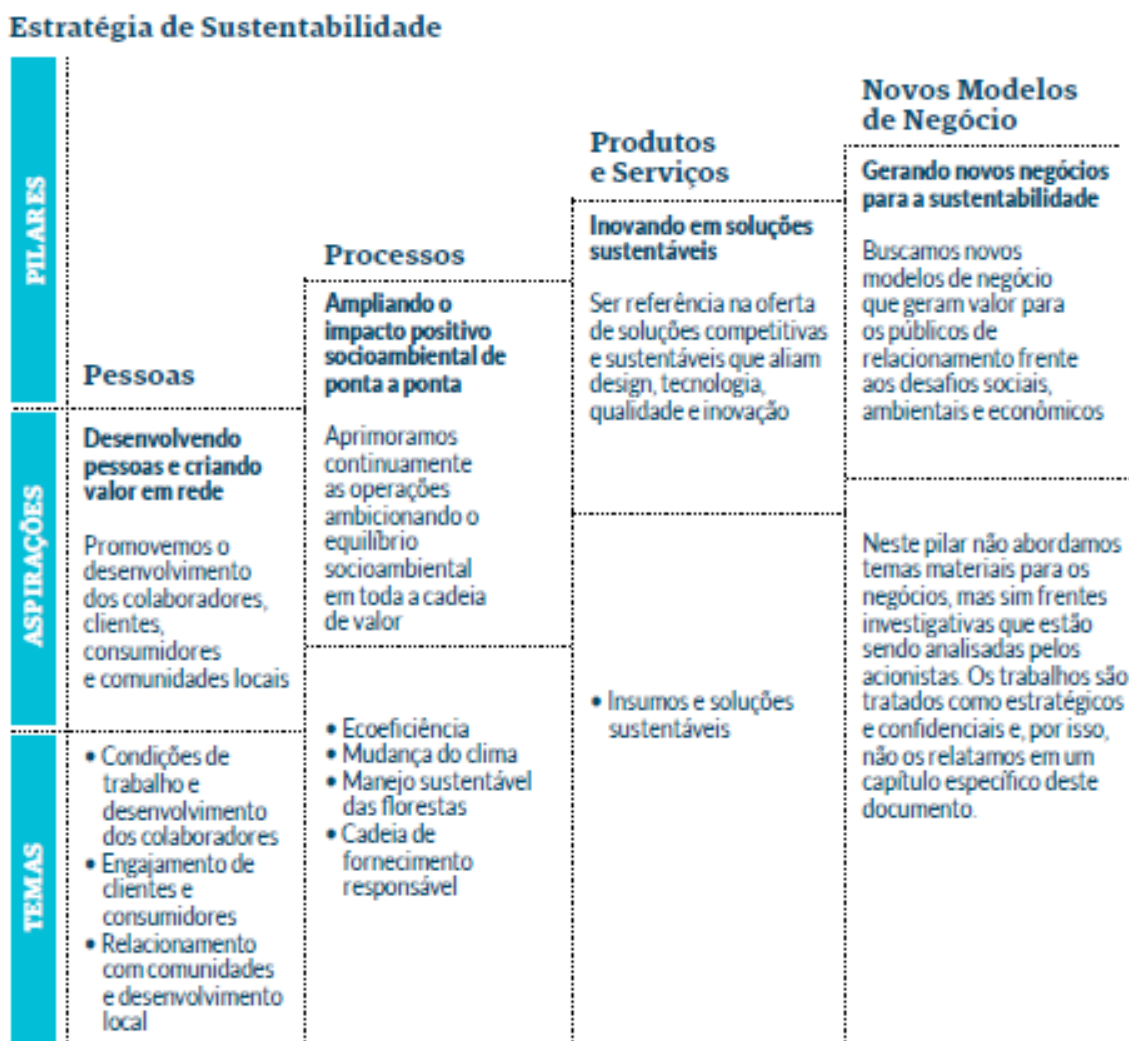 Estratégia de Sustentabilidade
PILARES
ASPIRAÇÕES
TEMAS
Pessoas
Desenvolvendo
pessoas e criando
valor em rede
Promovemos o
desenvolvimento
dos colaboradores,
clientes,
consumidores
e comunidades locais
• Condições de
trabalho e
desenvolvimento
dos colaboradores
• Engajamento de
clientes e
consumidores
• Relacionamento
com comunidades
e desenvolvimento
local
Processos
Ampliando o
impacto positivo
socioambiental de
ponta a ponta
Aprimoramos
continuamente
as operações
ambicionando o
equilíbrio
socioambiental
em toda a cadeia
de valor
• Ecoeficiência
• Mudança do clima
• Manejo sustentável
das florestas
• Cadeia de
fornecimento
responsável
Produtos
e Serviços
Inovando em soluções
sustentáveis
Ser referência na oferta
de soluções competitivas
e sustentáveis que aliam
design, tecnologia,
qualidade e inovação
• Insumos e soluções
sustentáveis
Novos Modelos
de Negócio
Gerando novos negócios
para a sustentabilidade
Buscamos novos
modelos de negócio
que geram valor para
os públicos de
relacionamento frente
aos desafios sociais,
ambientais e econômicos
Neste pilar não abordamos
temas materiais para os
negócios, mas sim frentes
investigativas que estão
sendo analisadas pelos
acionistas. Os trabalhos são
tratados como estratégicos
e confidenciais e, por isso,
não os relatamos em um
capítulo específico deste
documento.